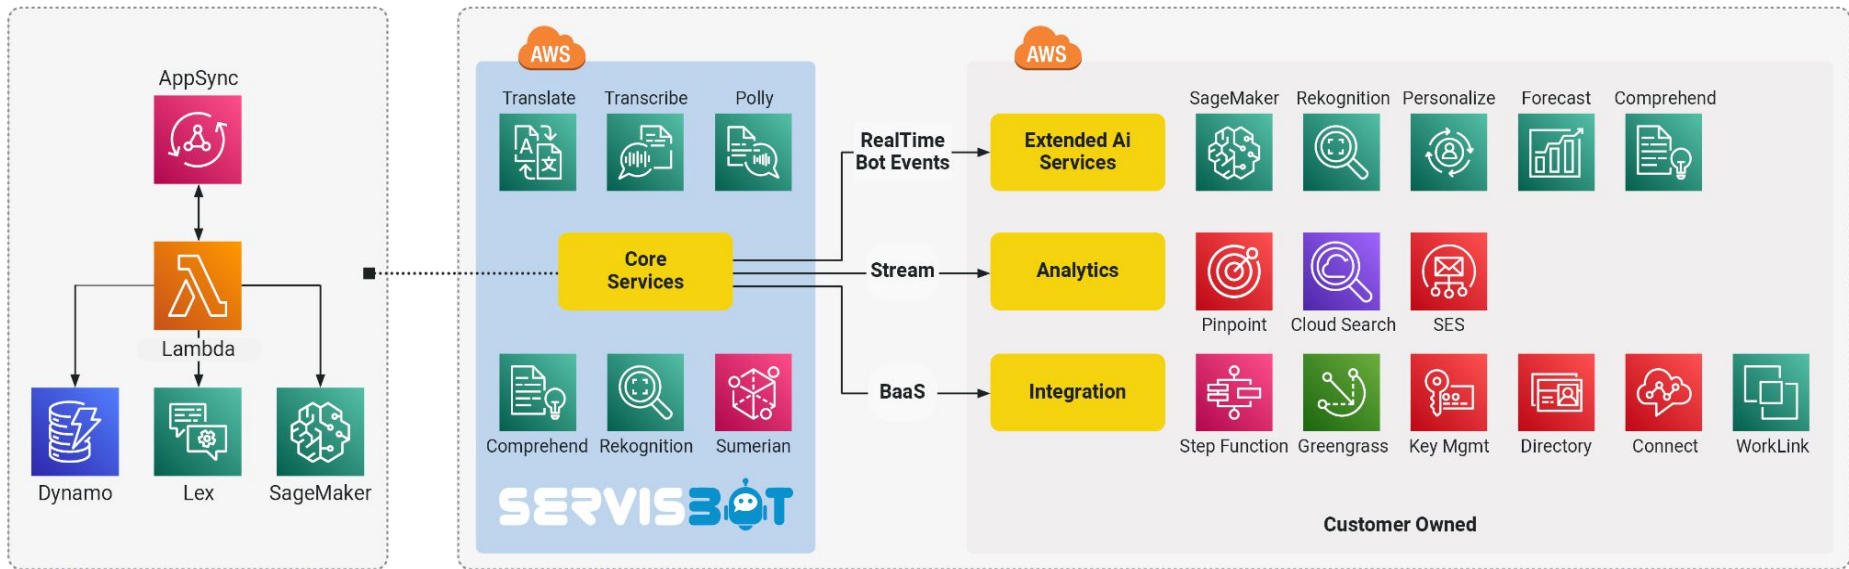 AppSync
Lambda
Dynamo
Lex
SageMaker
AWS
Translate
Transcribe
Polly
A
文
Core
Services
Comprehend
Rekognition
Sumerian
SERVISBOT
RealTime
Bot Events
Stream
BaaS
AWS
Extended Ai
Services
SageMaker
Rekognition
Personalize
Forecast
Comprehend
Analytics
Pinpoint
Cloud Search
SES
Integration
Step Function
Greengrass
Key Mgmt
Directory
Connect
WorkLink
Customer Owned